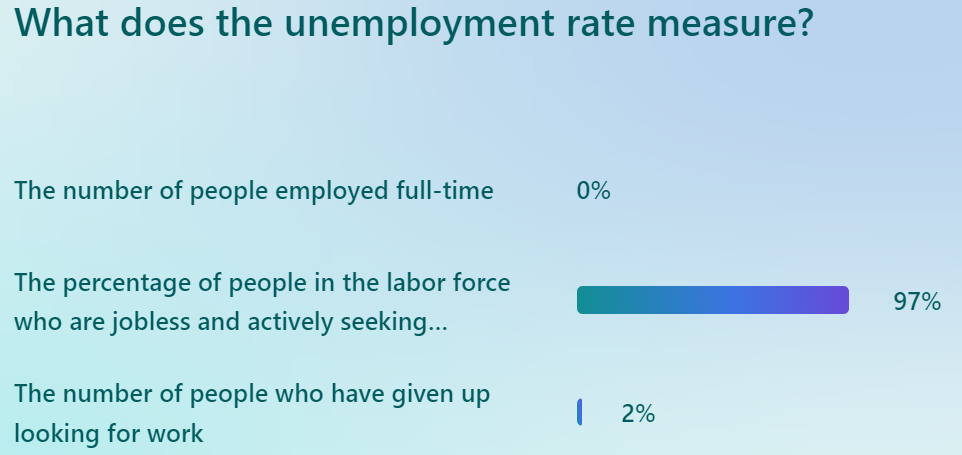 What does the unemployment rate measure?
The number of people employed full-time
0%
The percentage of people in the labor force
who are jobless and actively seeking...
97%
The number of people who have given up
looking for work
2%